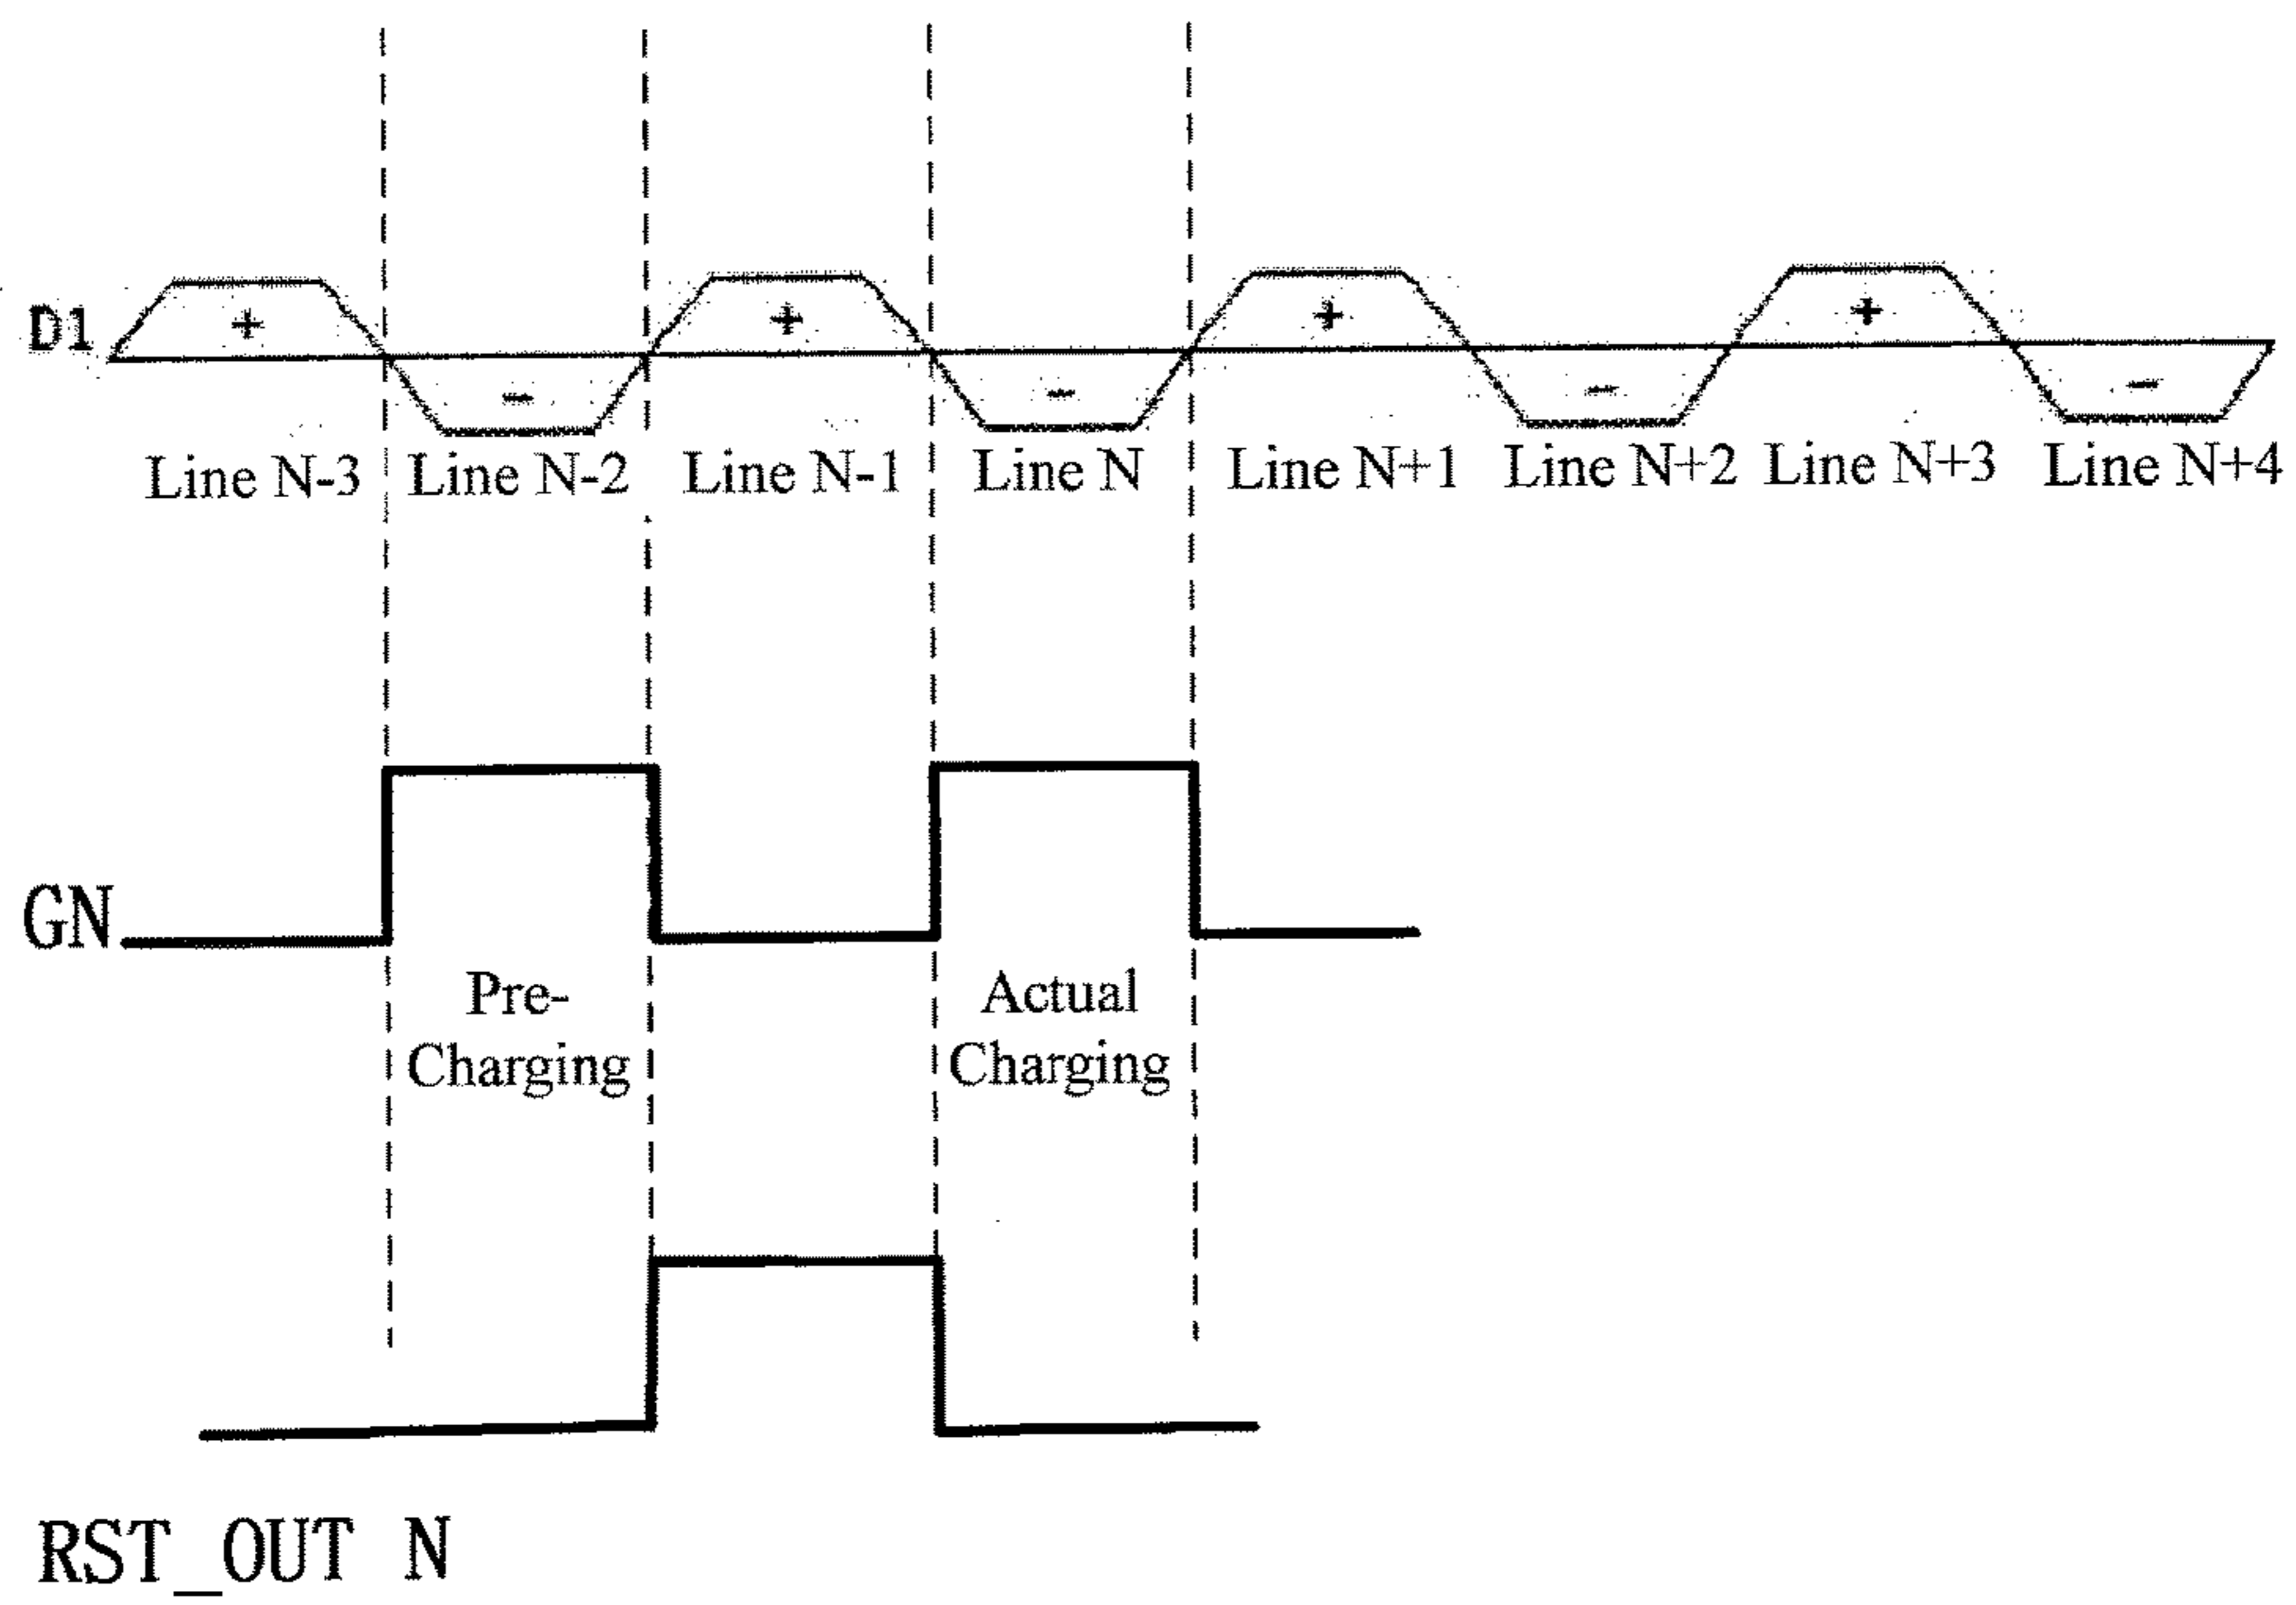 D1
+ - + - + - + -
Line N-3 Line N-2 Line N-1 Line N Line N+1 Line N+2 Line N+3 Line N+4
GN
Pre-
Charging
Actual
Charging
RST_OUT N